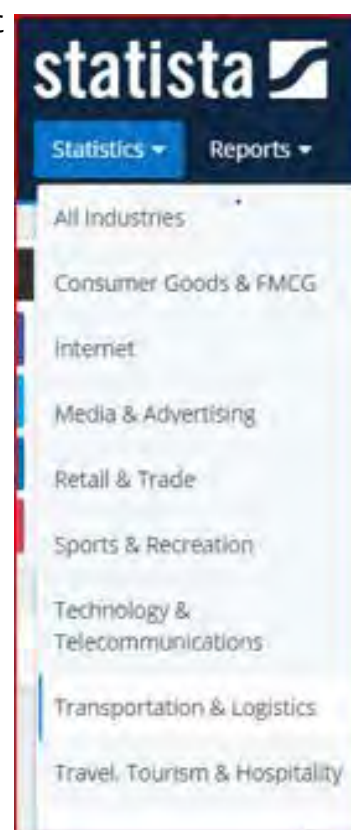 statista
Statistics Reports
All Industries
Consumer Goods & FMCG
Internet
Media & Advertising
Retail & Trade
Sports & Recreation
Technology &
Telecommunications
Transportation & Logistics
Travel, Tourism & Hospitality